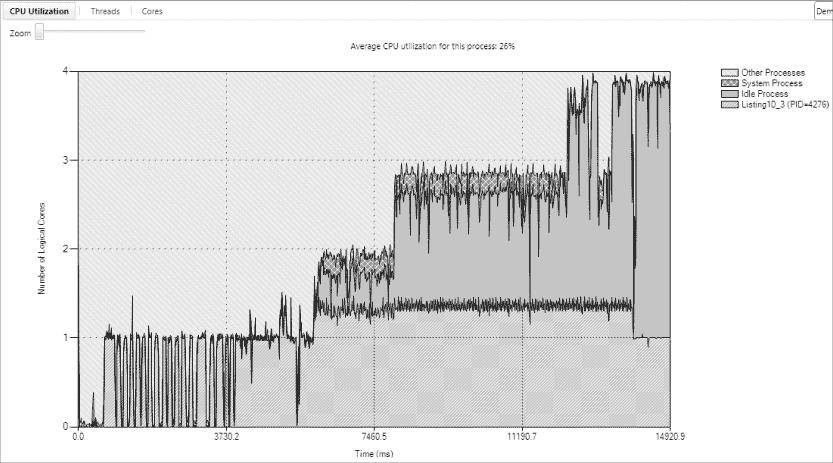 CPU Utilization Threads Cores
Dem
Zoom
Average CPU utilization for this process: 26%
Other Processes
System Process
Idle Process
Listing10_3 (PID=4276)
Number of Logical Cores
4
3
2
1
0
0.0 3730.2 7460.5 11190.7 14920.9
Time (ms)